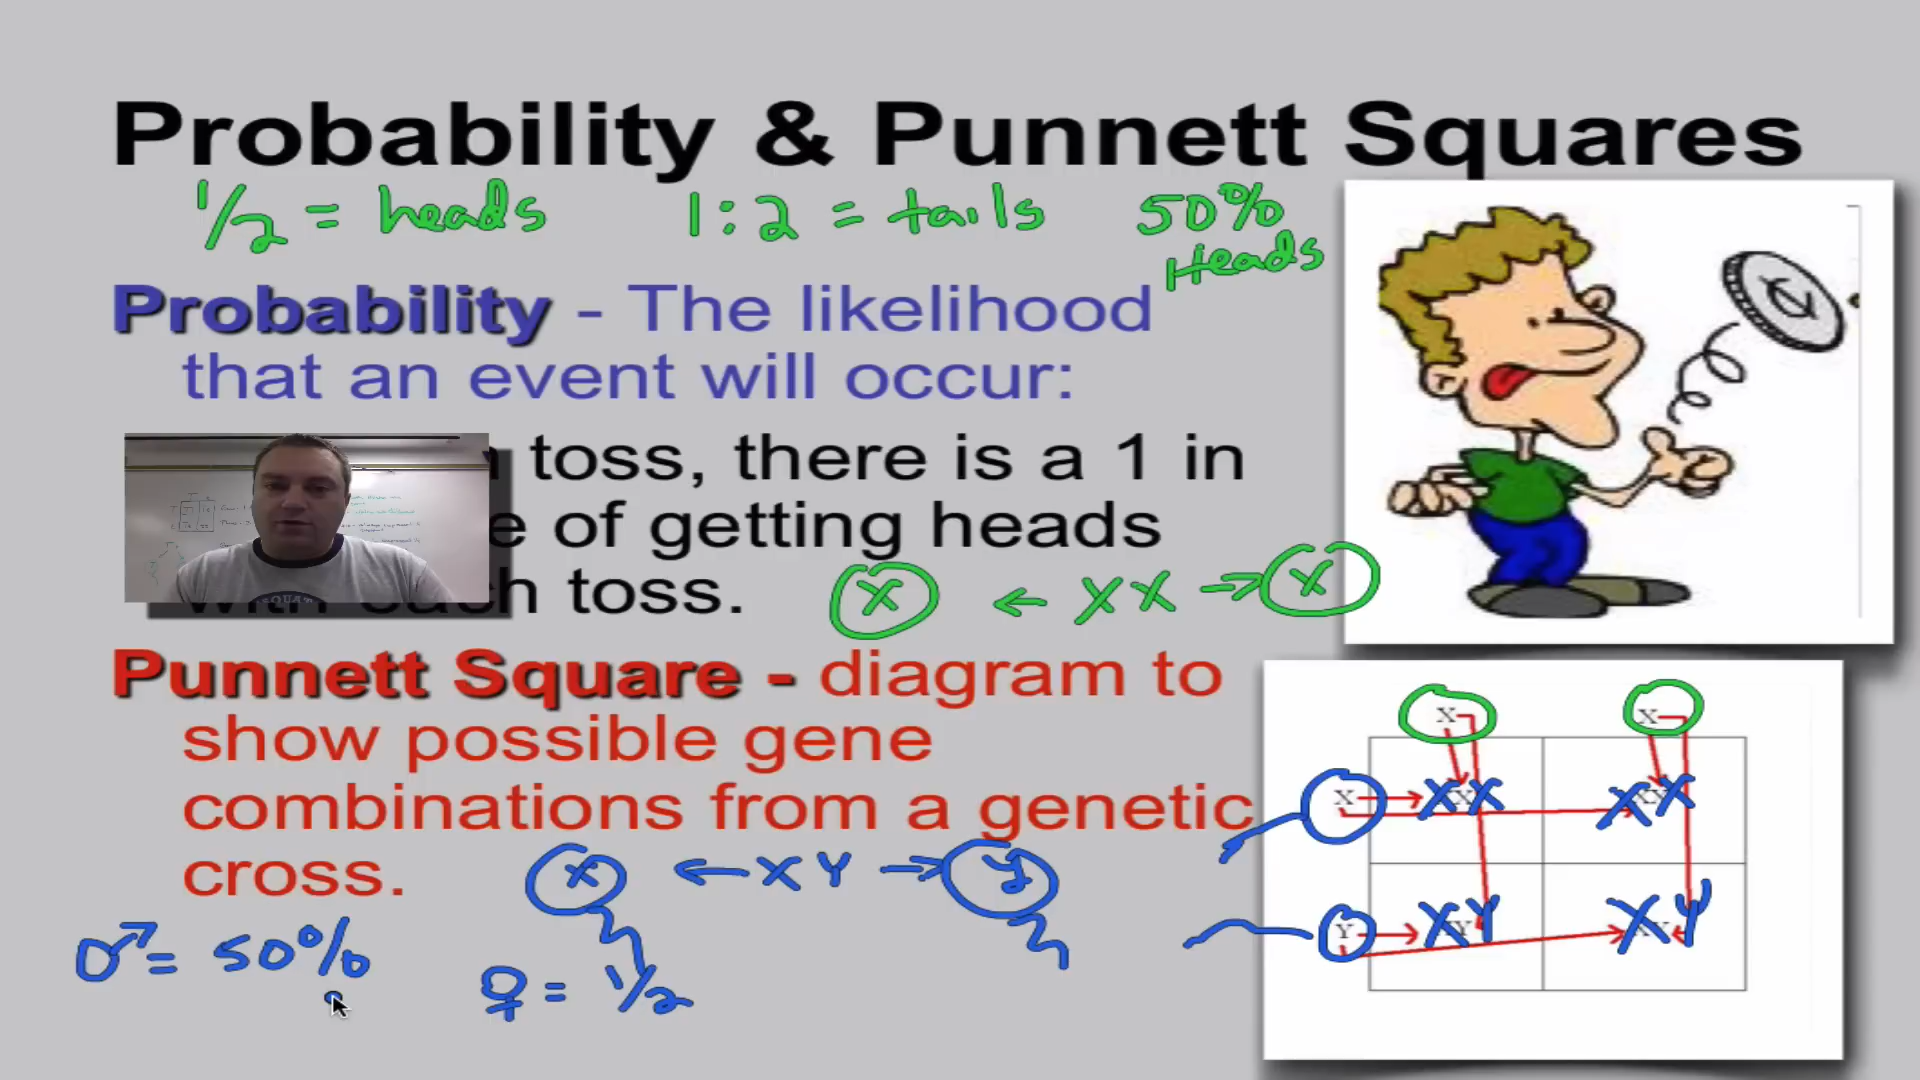 Probability & Punnett Squares
1/2 = heads 1:2 = tails 50% Heads
Probability - The likelihood
that an event will occur:
toss, there is a 1 in
of getting heads
with each toss.
X ← XX → X
Punnett Square - diagram to
show possible gene
combinations from a genetic
cross.
X ← XY → Y
♂ = 50% ♀ = 1/2
X X
X XX XX
Y XY XY